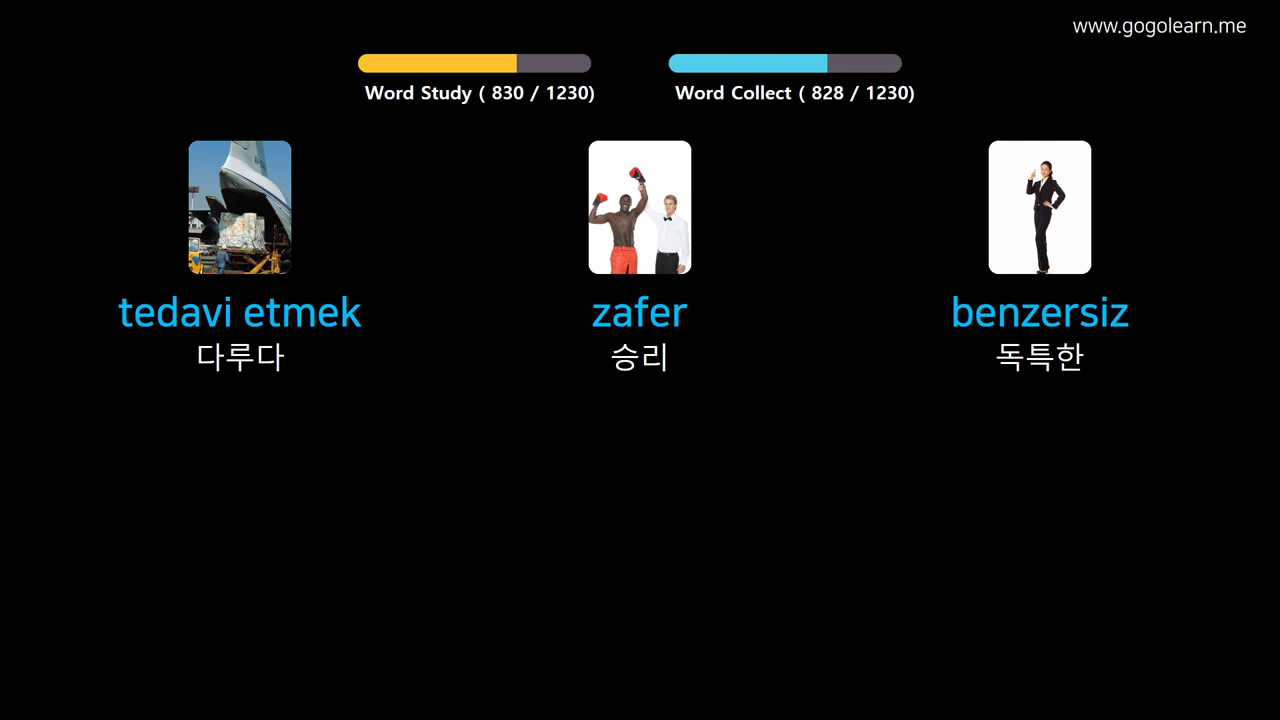 www.gogolearn.me
Word Study ( 830 / 1230)
Word Collect ( 828 / 1230)
tedavi etmek
다루다
zafer
승리
benzersiz
독특한